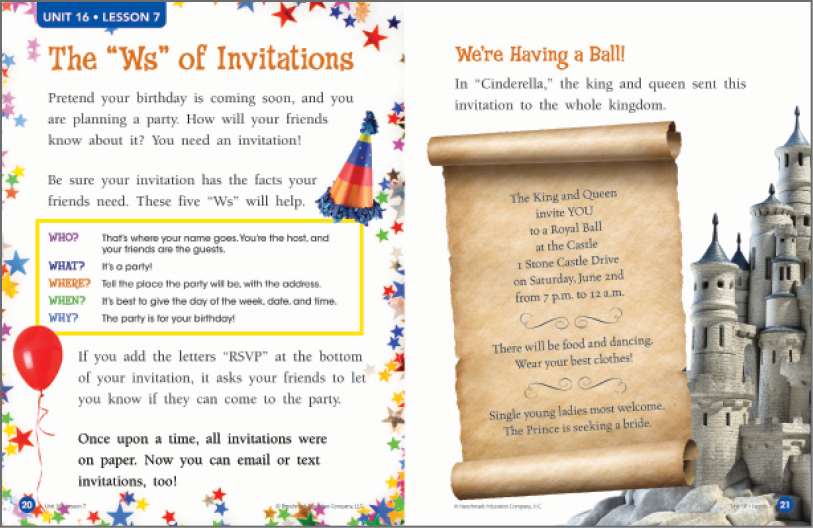 UNIT 16 • LESSON 7
The “Ws” of Invitations
Pretend your birthday is coming soon, and you
are planning a party. How will your friends
know about it? You need an invitation!
Be sure your invitation has the facts your
friends need. These five “Ws” will help.
WHO? That’s where your name goes. You’re the host, and
your friends are the guests.
WHAT? It’s a party!
WHERE? Tell the place the party will be, with the address.
WHEN? It’s best to give the day of the week, date, and time.
WHY? The party is for your birthday!
If you add the letters “RSVP” at the bottom
of your invitation, it asks your friends to let
you know if they can come to the party.
Once upon a time, all invitations were
on paper. Now you can email or text
invitations, too!
20 Unit 16 Lesson 7
© Benchmark Education Company, LLC
We’re Having a Ball!
In “Cinderella,” the king and queen sent this
invitation to the whole kingdom.
The King and Queen
invite YOU
to a Royal Ball
at the Castle
1 Stone Castle Drive
on Saturday, June 2nd
from 7 p.m. to 12 a.m.
There will be food and dancing.
Wear your best clothes!
Single young ladies most welcome.
The Prince is seeking a bride.
© Benchmark Education Company, LLC
Unit 16 • Lesson 21